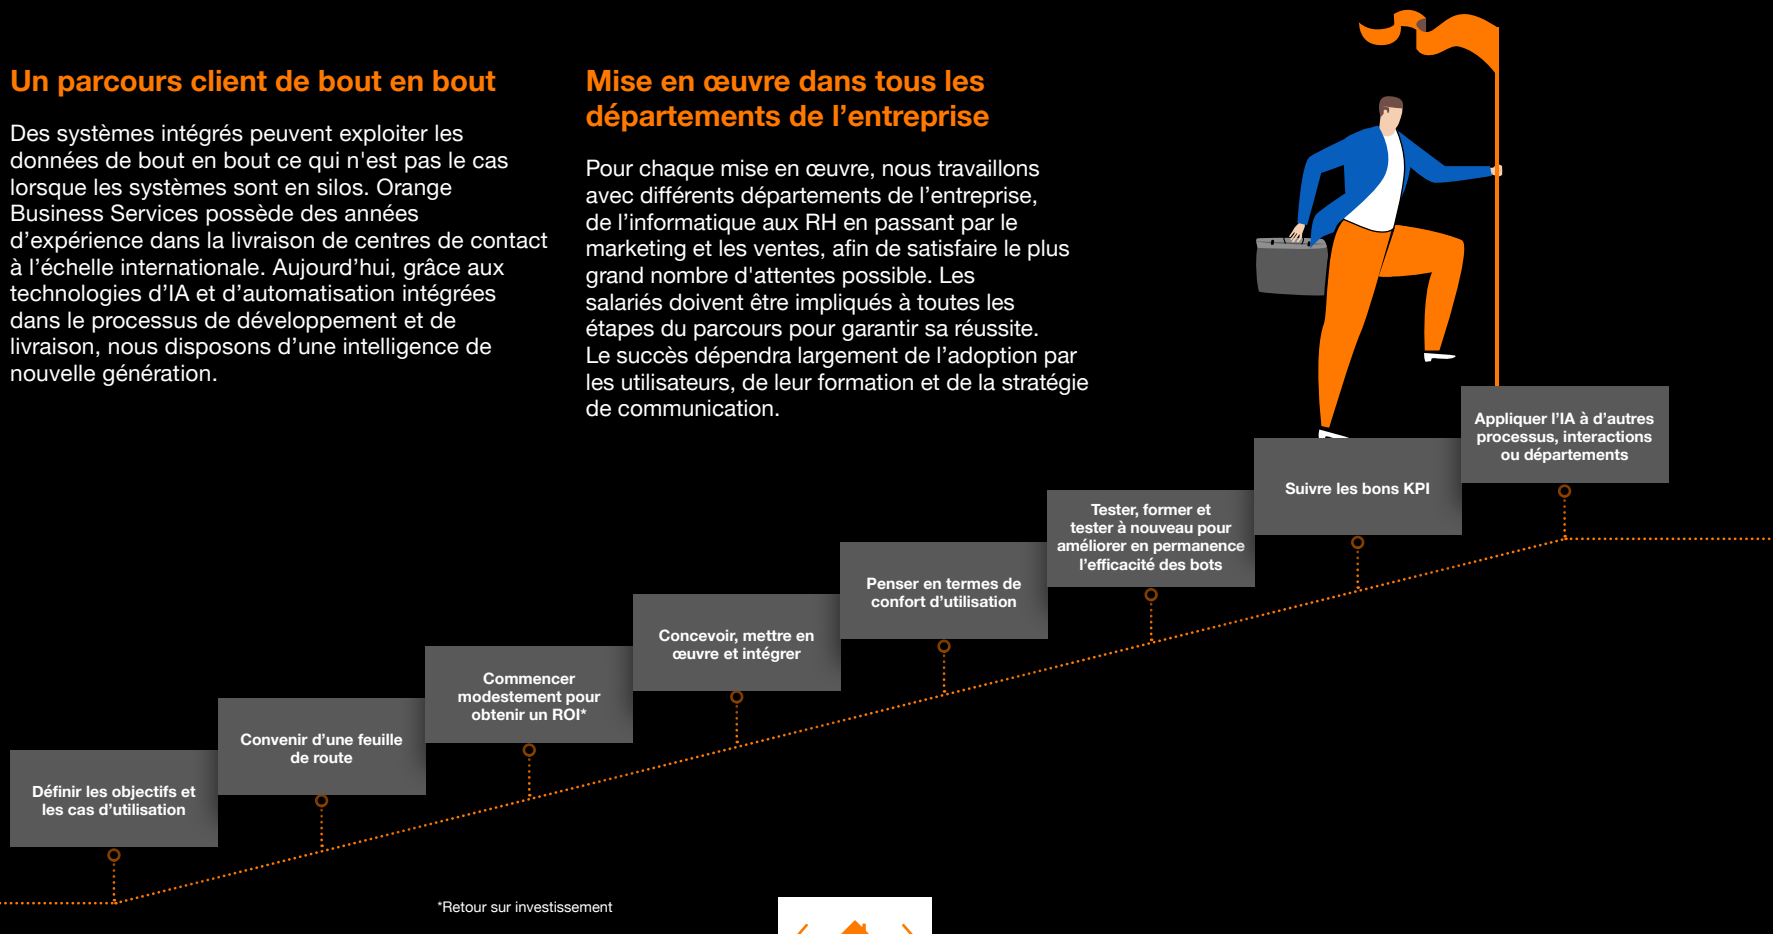 Un parcours client de bout en bout
Des systèmes intégrés peuvent exploiter les
données de bout en bout ce qui n'est pas le cas
lorsque les systèmes sont en silos. Orange
Business Services possède des années
d’expérience dans la livraison de centres de contact
à l’échelle internationale. Aujourd’hui, grâce aux
technologies d’IA et d’automatisation intégrées
dans le processus de développement et de
livraison, nous disposons d’une intelligence de
nouvelle génération.
Mise en œuvre dans tous les
départements de l’entreprise
Pour chaque mise en œuvre, nous travaillons
avec différents départements de l’entreprise,
de l’informatique aux RH en passant par le
marketing et les ventes, afin de satisfaire le plus
grand nombre d'attentes possible. Les
salariés doivent être impliqués à toutes les
étapes du parcours pour garantir sa réussite.
Le succès dépendra largement de l’adoption par
les utilisateurs, de leur formation et de la stratégie
de communication.
Définir les objectifs et
les cas d’utilisation
Convenir d’une feuille
de route
Commencer
modestement pour
obtenir un ROI*
Concevoir, mettre en
œuvre et intégrer
Penser en termes de
confort d’utilisation
Tester, former et
tester à nouveau pour
améliorer en permanence
l’efficacité des bots
Suivre les bons KPI
Appliquer l’IA à d’autres
processus, interactions
ou départements
*Retour sur investissement